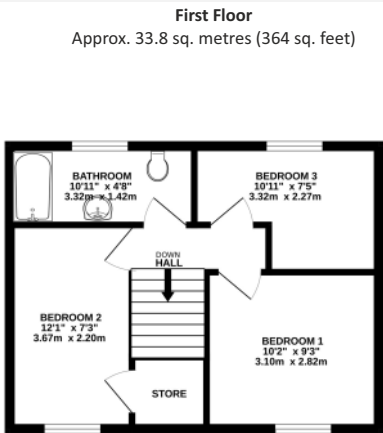 First Floor
Approx. 33.8 sq. metres (364 sq. feet)
BATHROOM
10'11" x 4'8"
3.32m x 1.42m
BEDROOM 3
10'11" x 7'5"
3.32m x 2.27m
DOWN
HALL
BEDROOM 2
12'1" x 7'3"
3.67m x 2.20m
BEDROOM 1
10'2" x 9'3"
3.10m x 2.82m
STORE